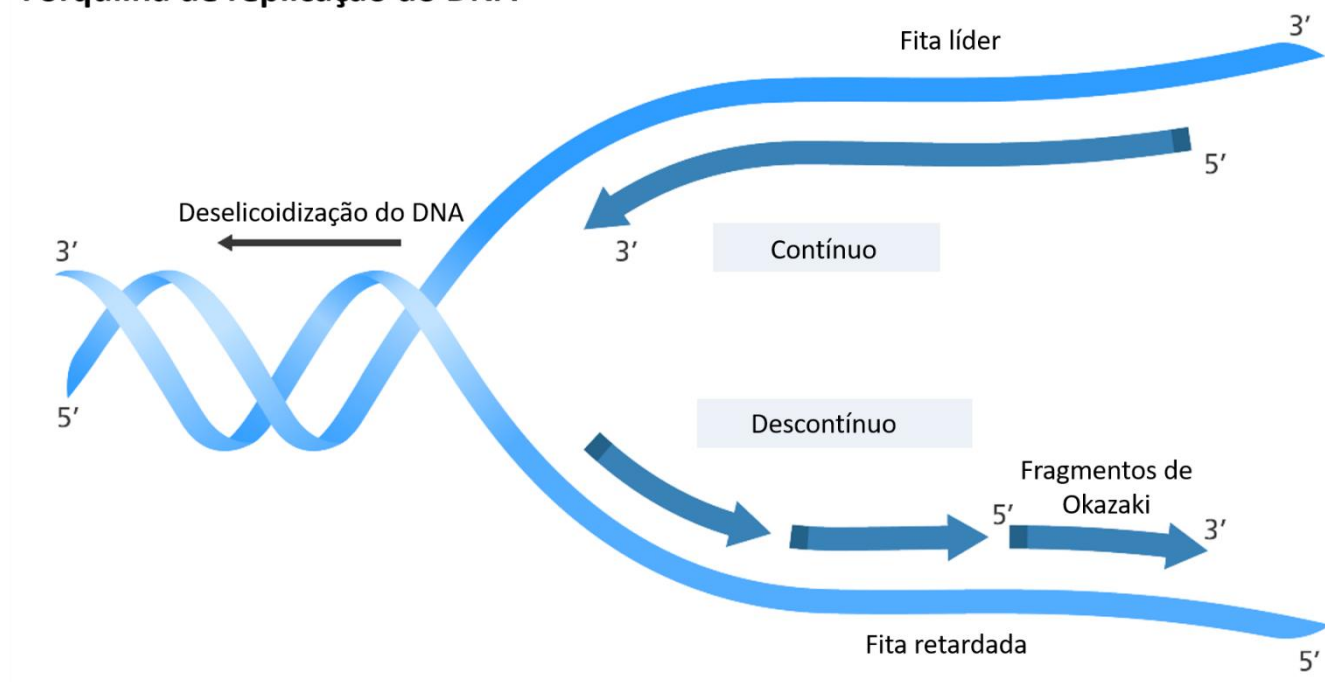 3’
Fita líder
5’
Deselicoidização do DNA
3’
3’
Contínuo
5’
Descontínuo
Fragmentos de
Okazaki
5’
3’
Fita retardada
5’